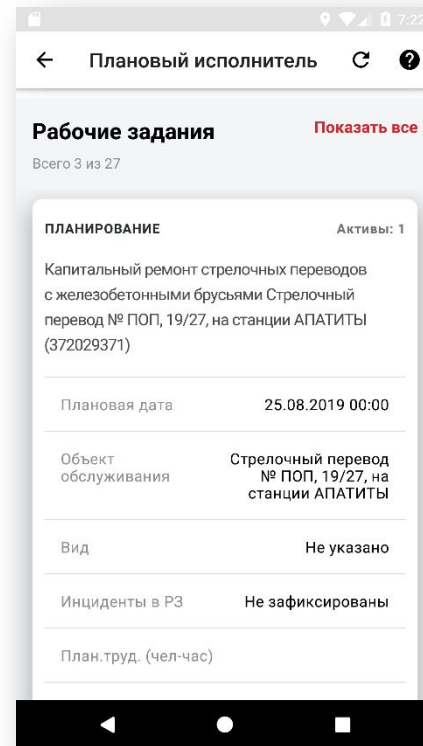 7:22
Плановый исполнитель
Рабочие задания
Показать все
Всего 3 из 27
ПЛАНИРОВАНИЕ
Активы: 1
Капитальный ремонт стрелочных переводов
с железобетонными брусьями Стрелочный
перевод № ПОП, 19/27, на станции АПАТИТЫ
(372029371)
Плановая дата
25.08.2019 00:00
Объект
обслуживания
Стрелочный перевод
№ ПОП, 19/27, на
станции АПАТИТЫ
Вид
Не указано
Инциденты в РЗ
Не зафиксированы
План.труд. (чел-час)